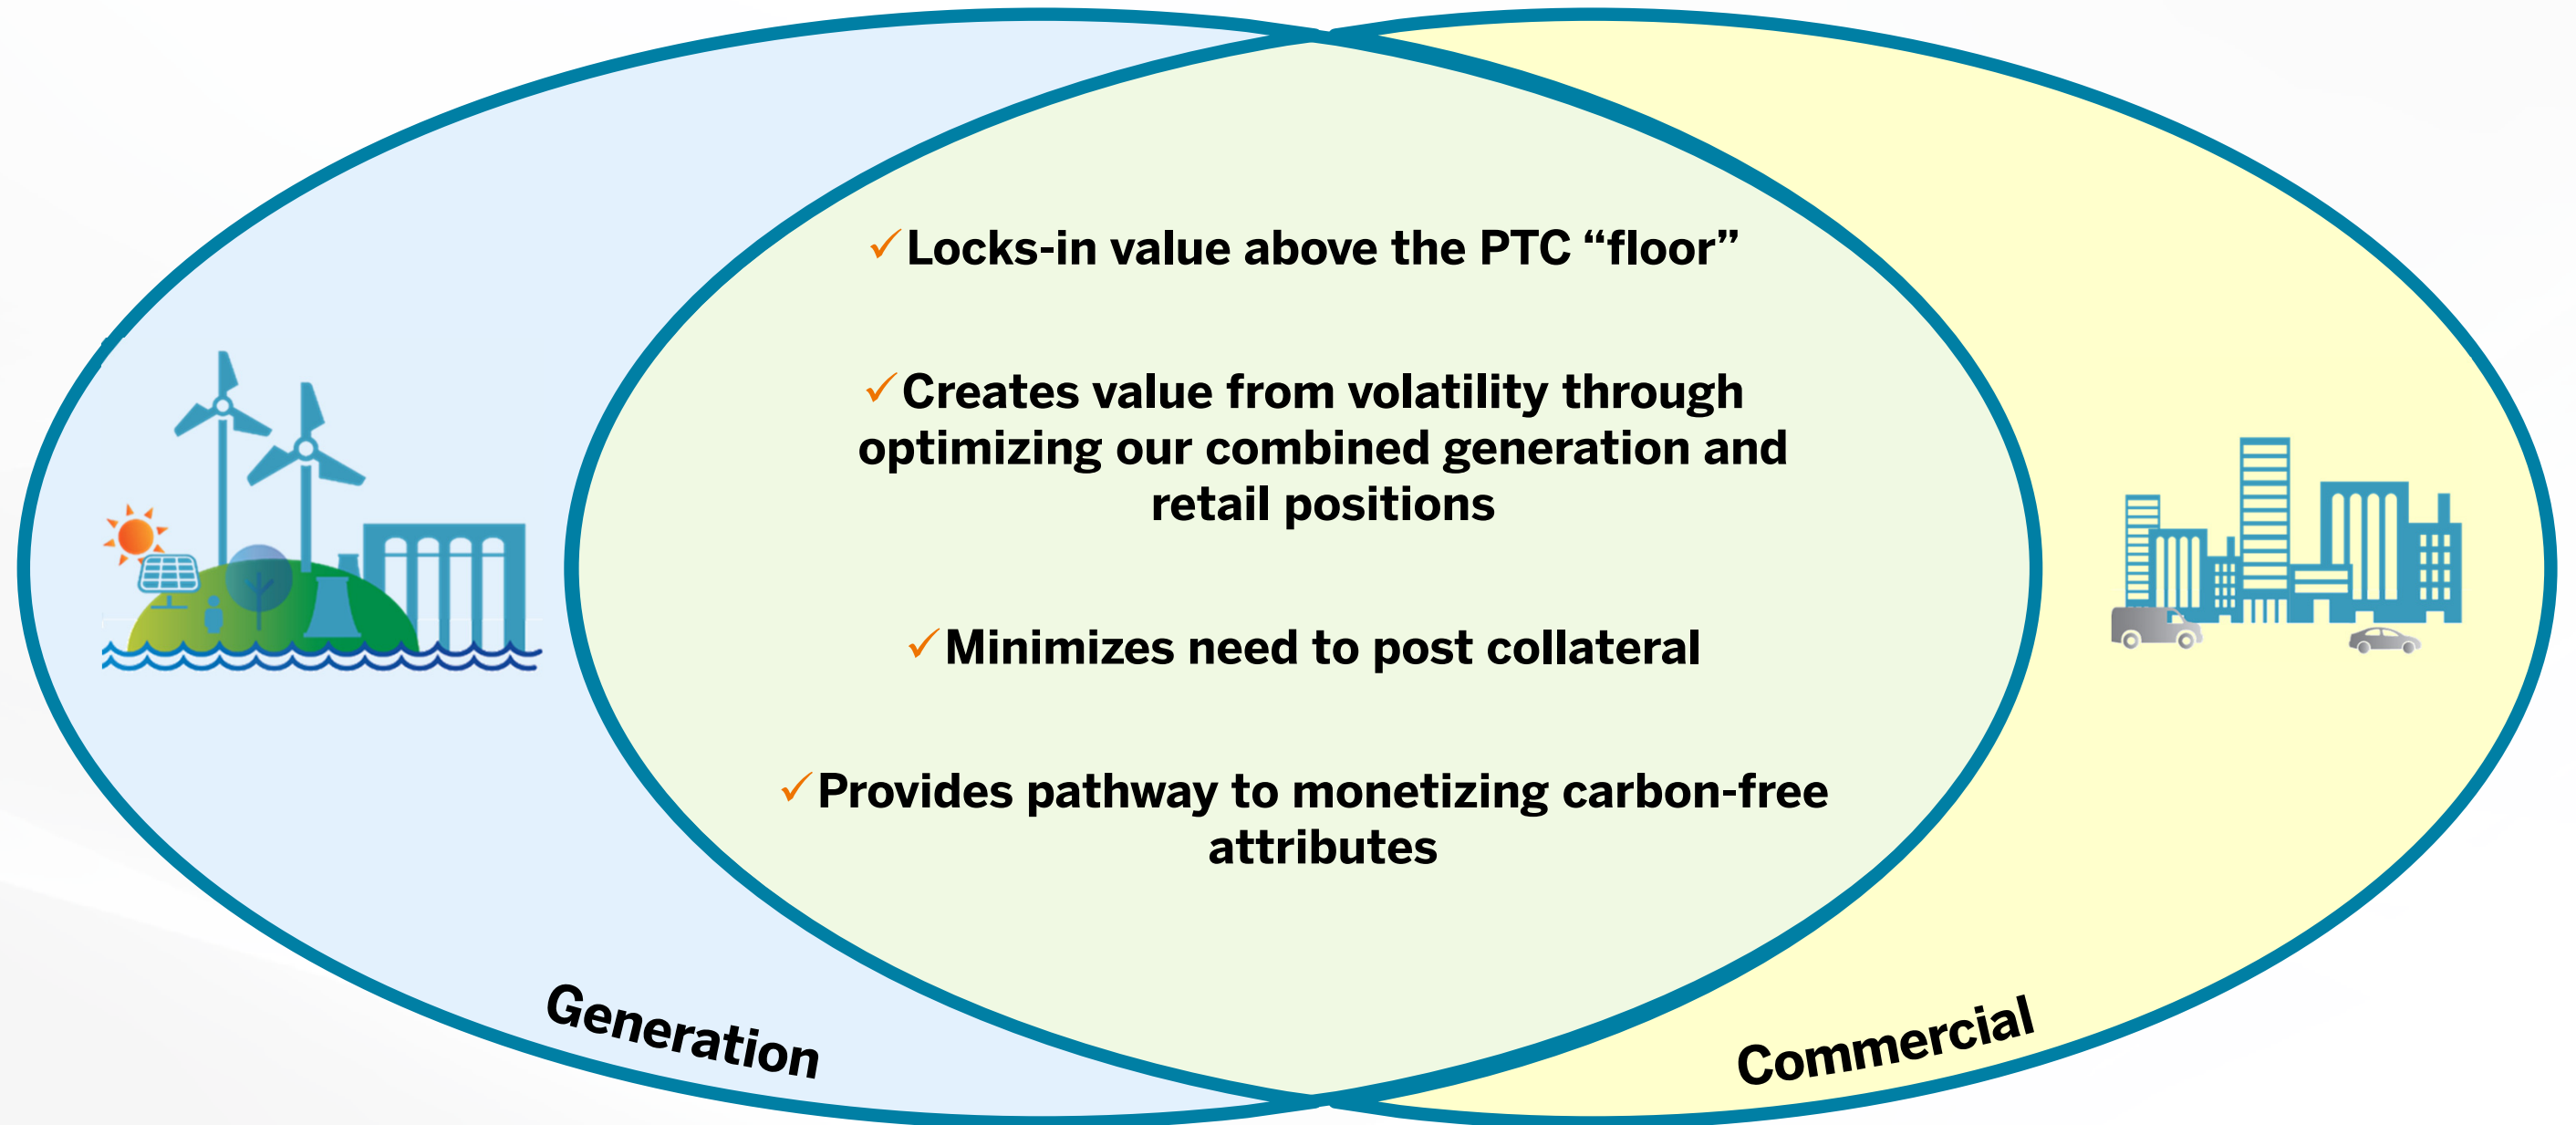 ✓Locks-in value above the PTC “floor”
✓Creates value from volatility through
optimizing our combined generation and
retail positions
✓Minimizes need to post collateral
✓Provides pathway to monetizing carbon-free
attributes
Generation
Commercial